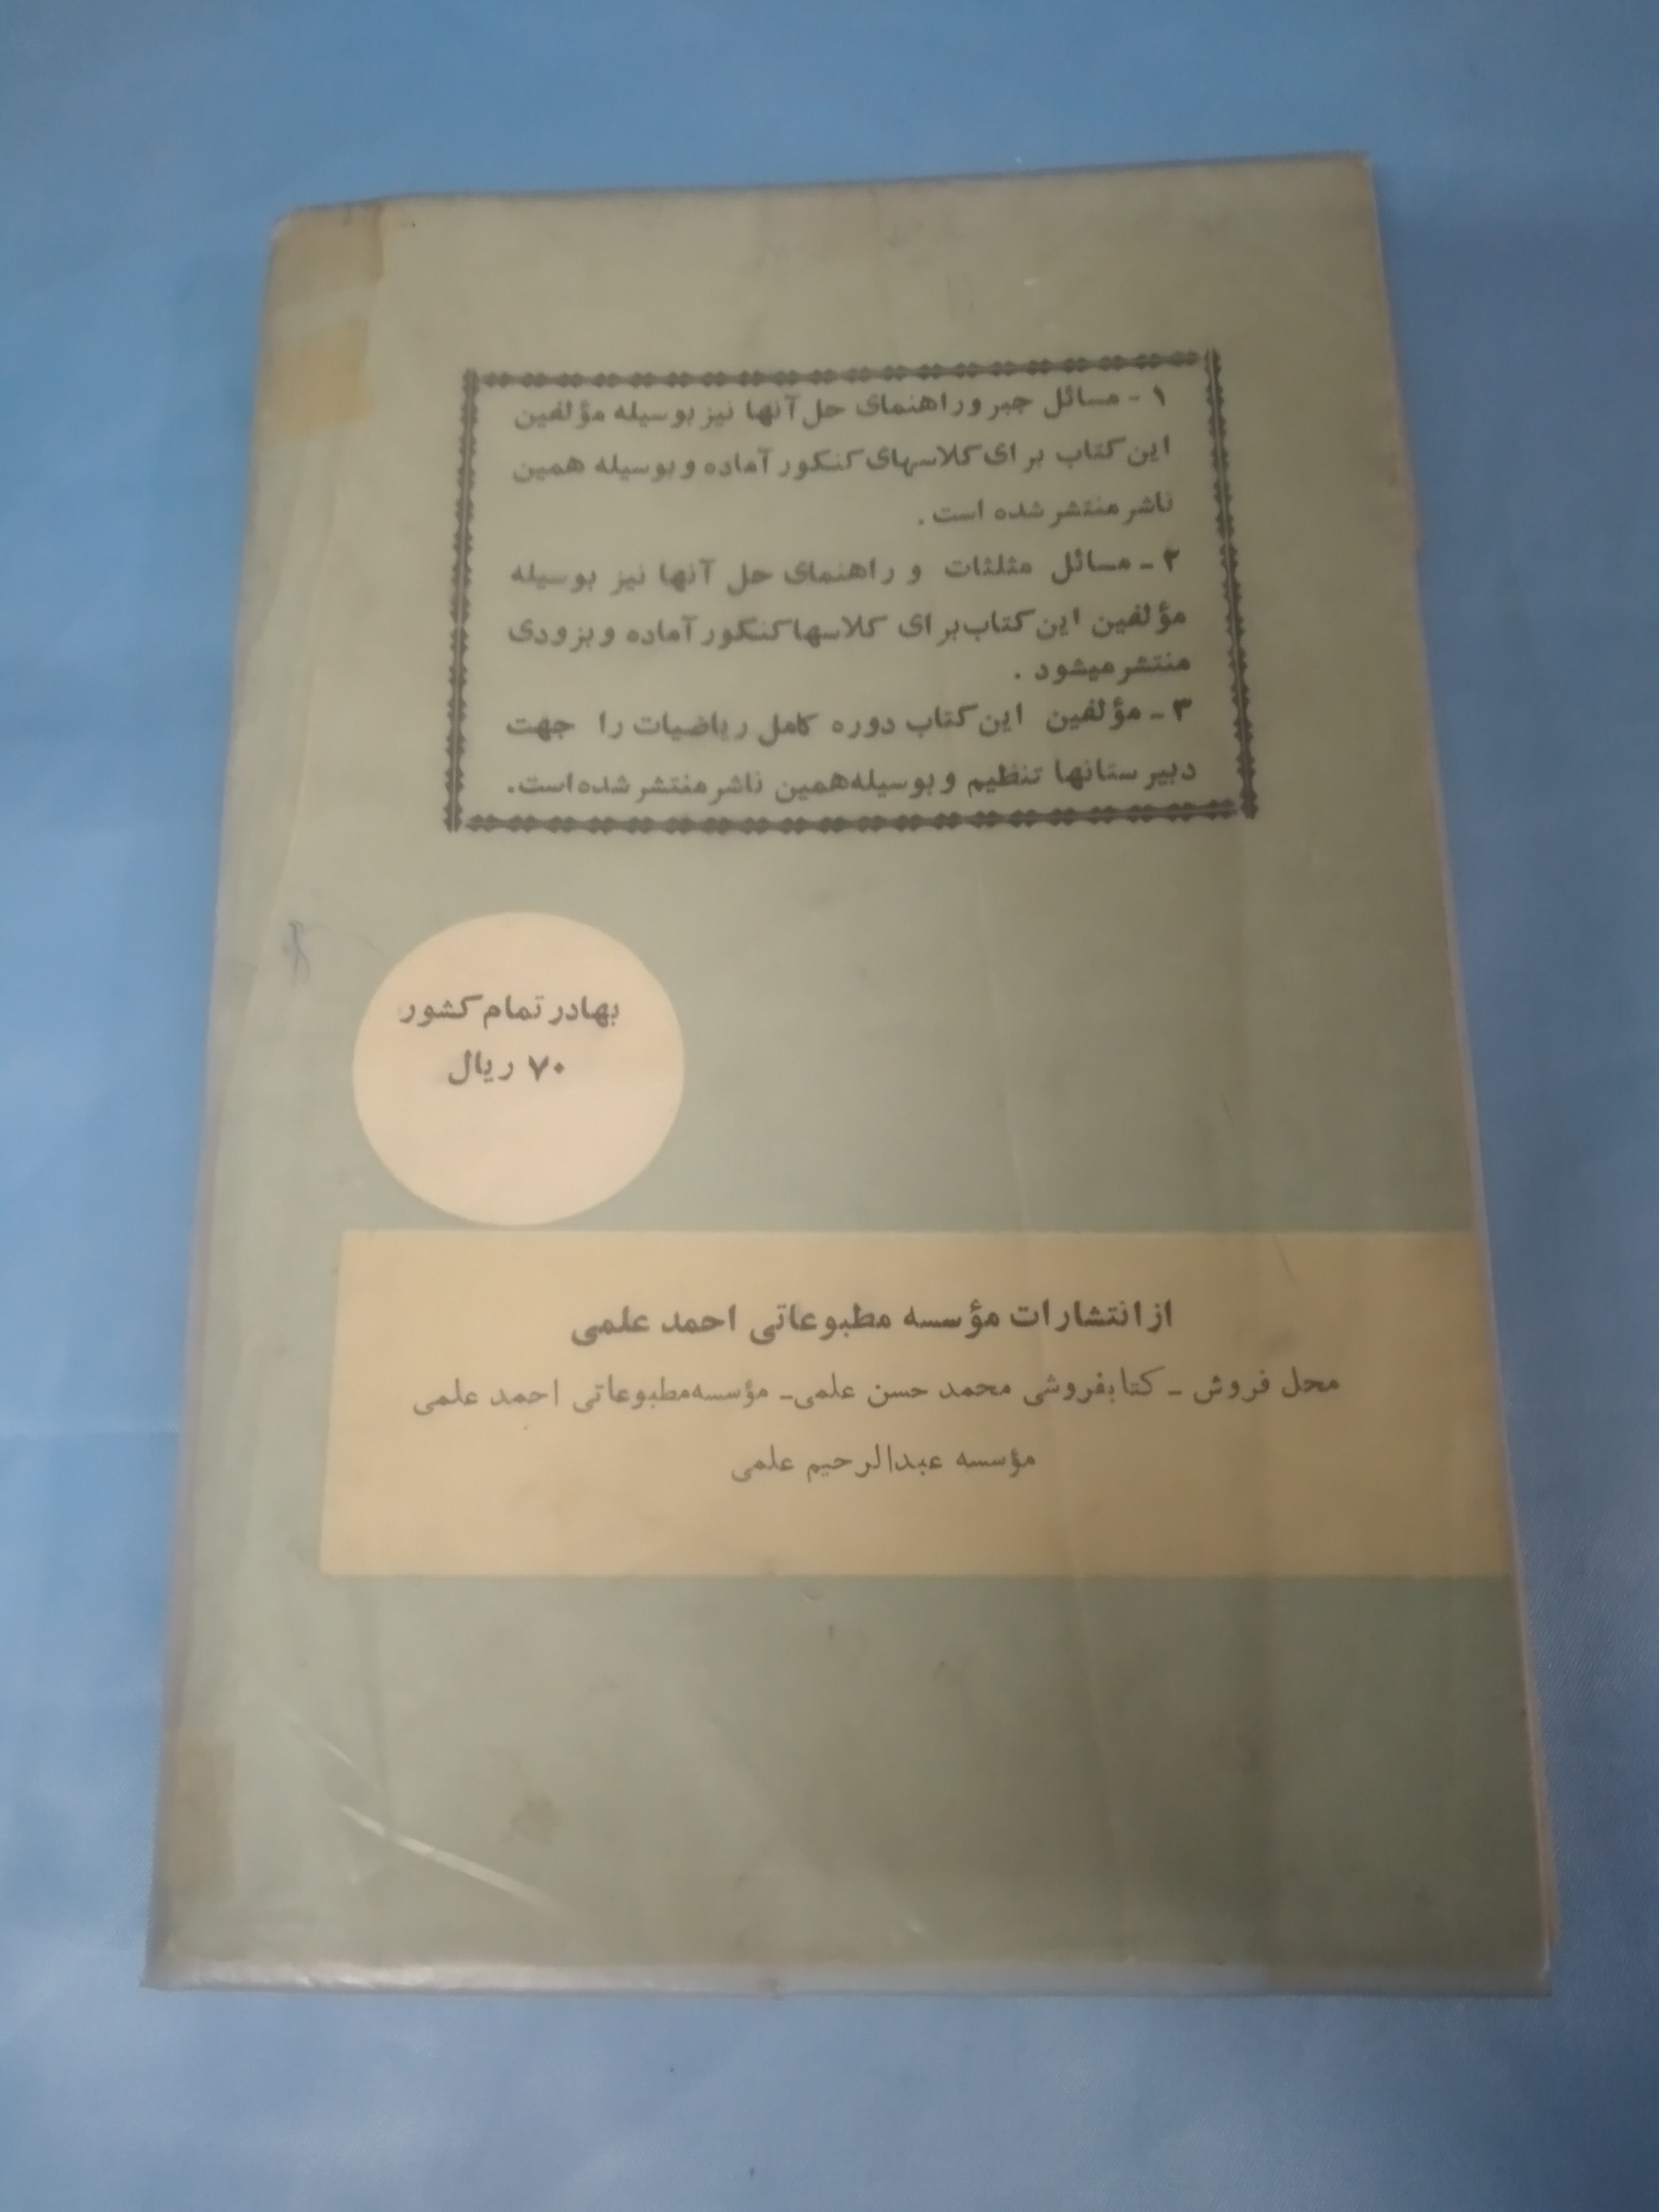 ۱ - مسائل جبر و راهنمای حل آنها نیز بوسیله مؤلفین
این کتاب برای کلاسهای کنکور آماده و بوسیله همین
ناشر منتشر شده است .
۲ - مسائل مثلثات و راهنمای حل آنها نیز بوسیله
مؤلفین این کتاب برای کلاسها کنگور آماده و بزودی
منتشر میشود .
۳ - مؤلفین این کتاب دوره کامل ریاضیات را جهت
دبیرستانها تنظیم و بوسیله همین ناشر منتشر شده است.
بها در تمام کشور
۷۰ ریال
از انتشارات مؤسسه مطبوعاتی احمد علمی
محل فروش - کتابفروشی محمد حسن علمی - مؤسسه مطبوعاتی احمد علمی
مؤسسه عبدالرحیم علمی